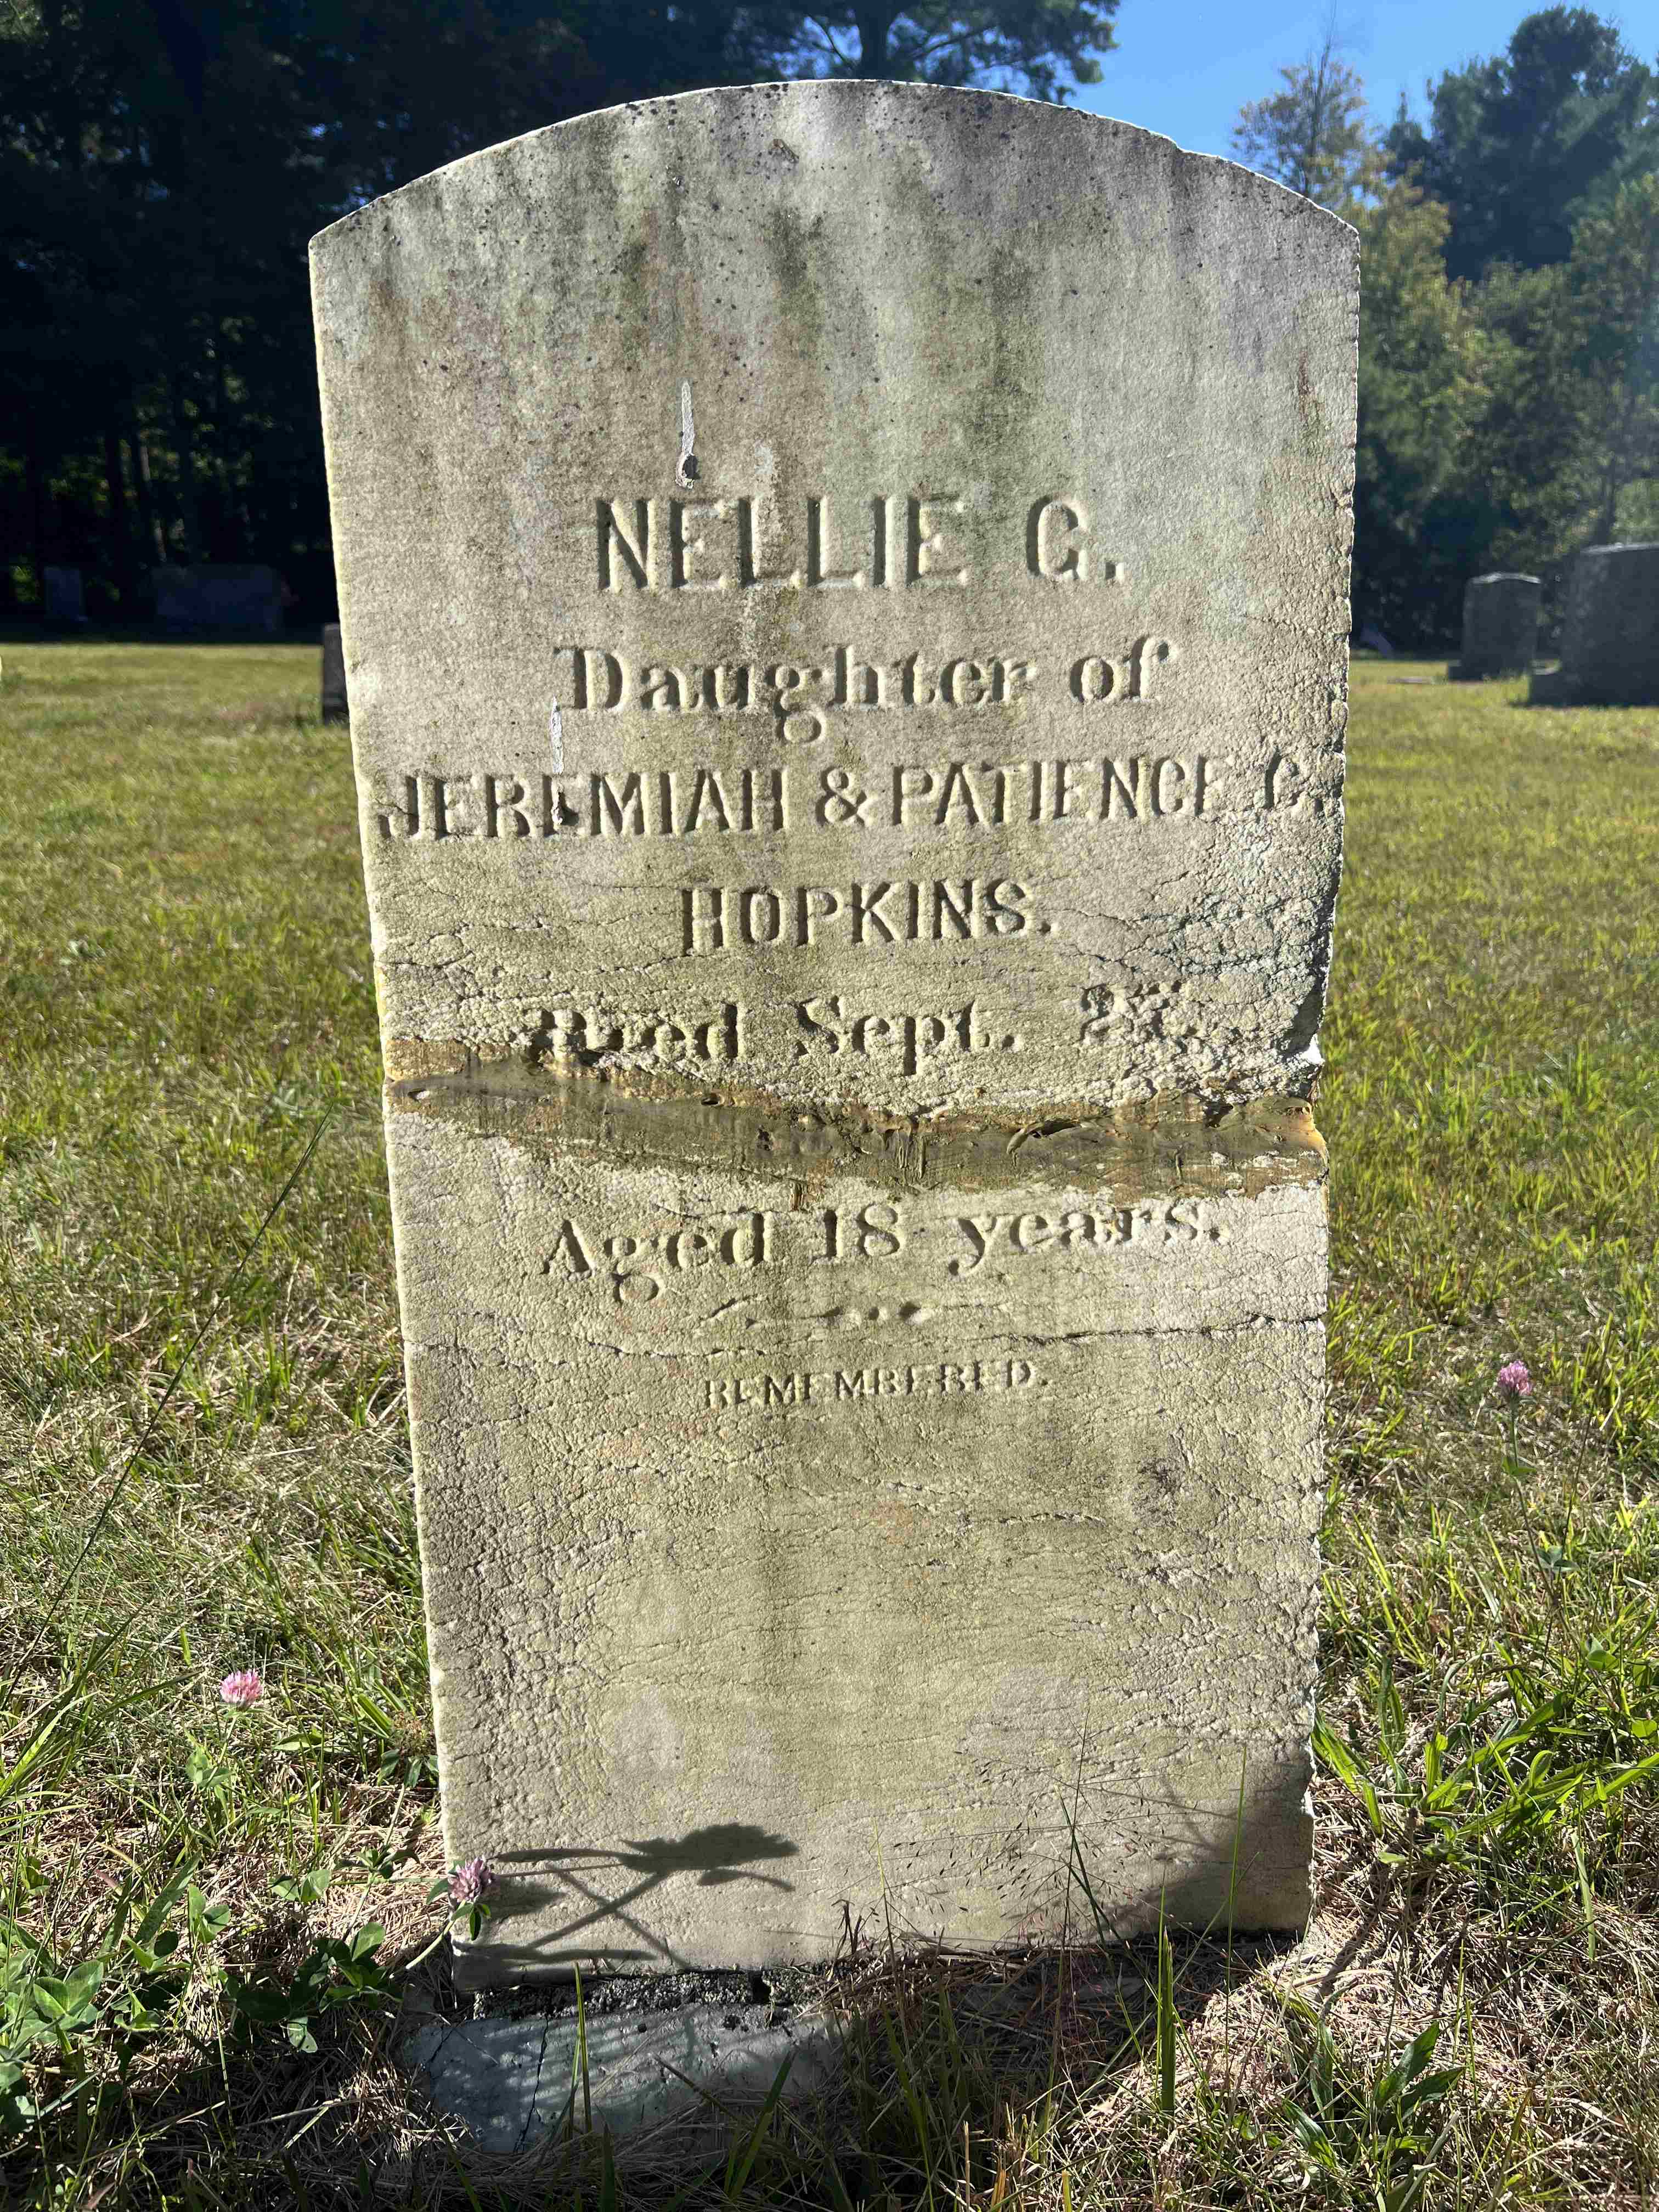 NELLIE G.
Daughter of
JEREMIAH & PATIENCE C.
HOPKINS.
Died Sept.
Aged 18 years.
REMEMBERED.